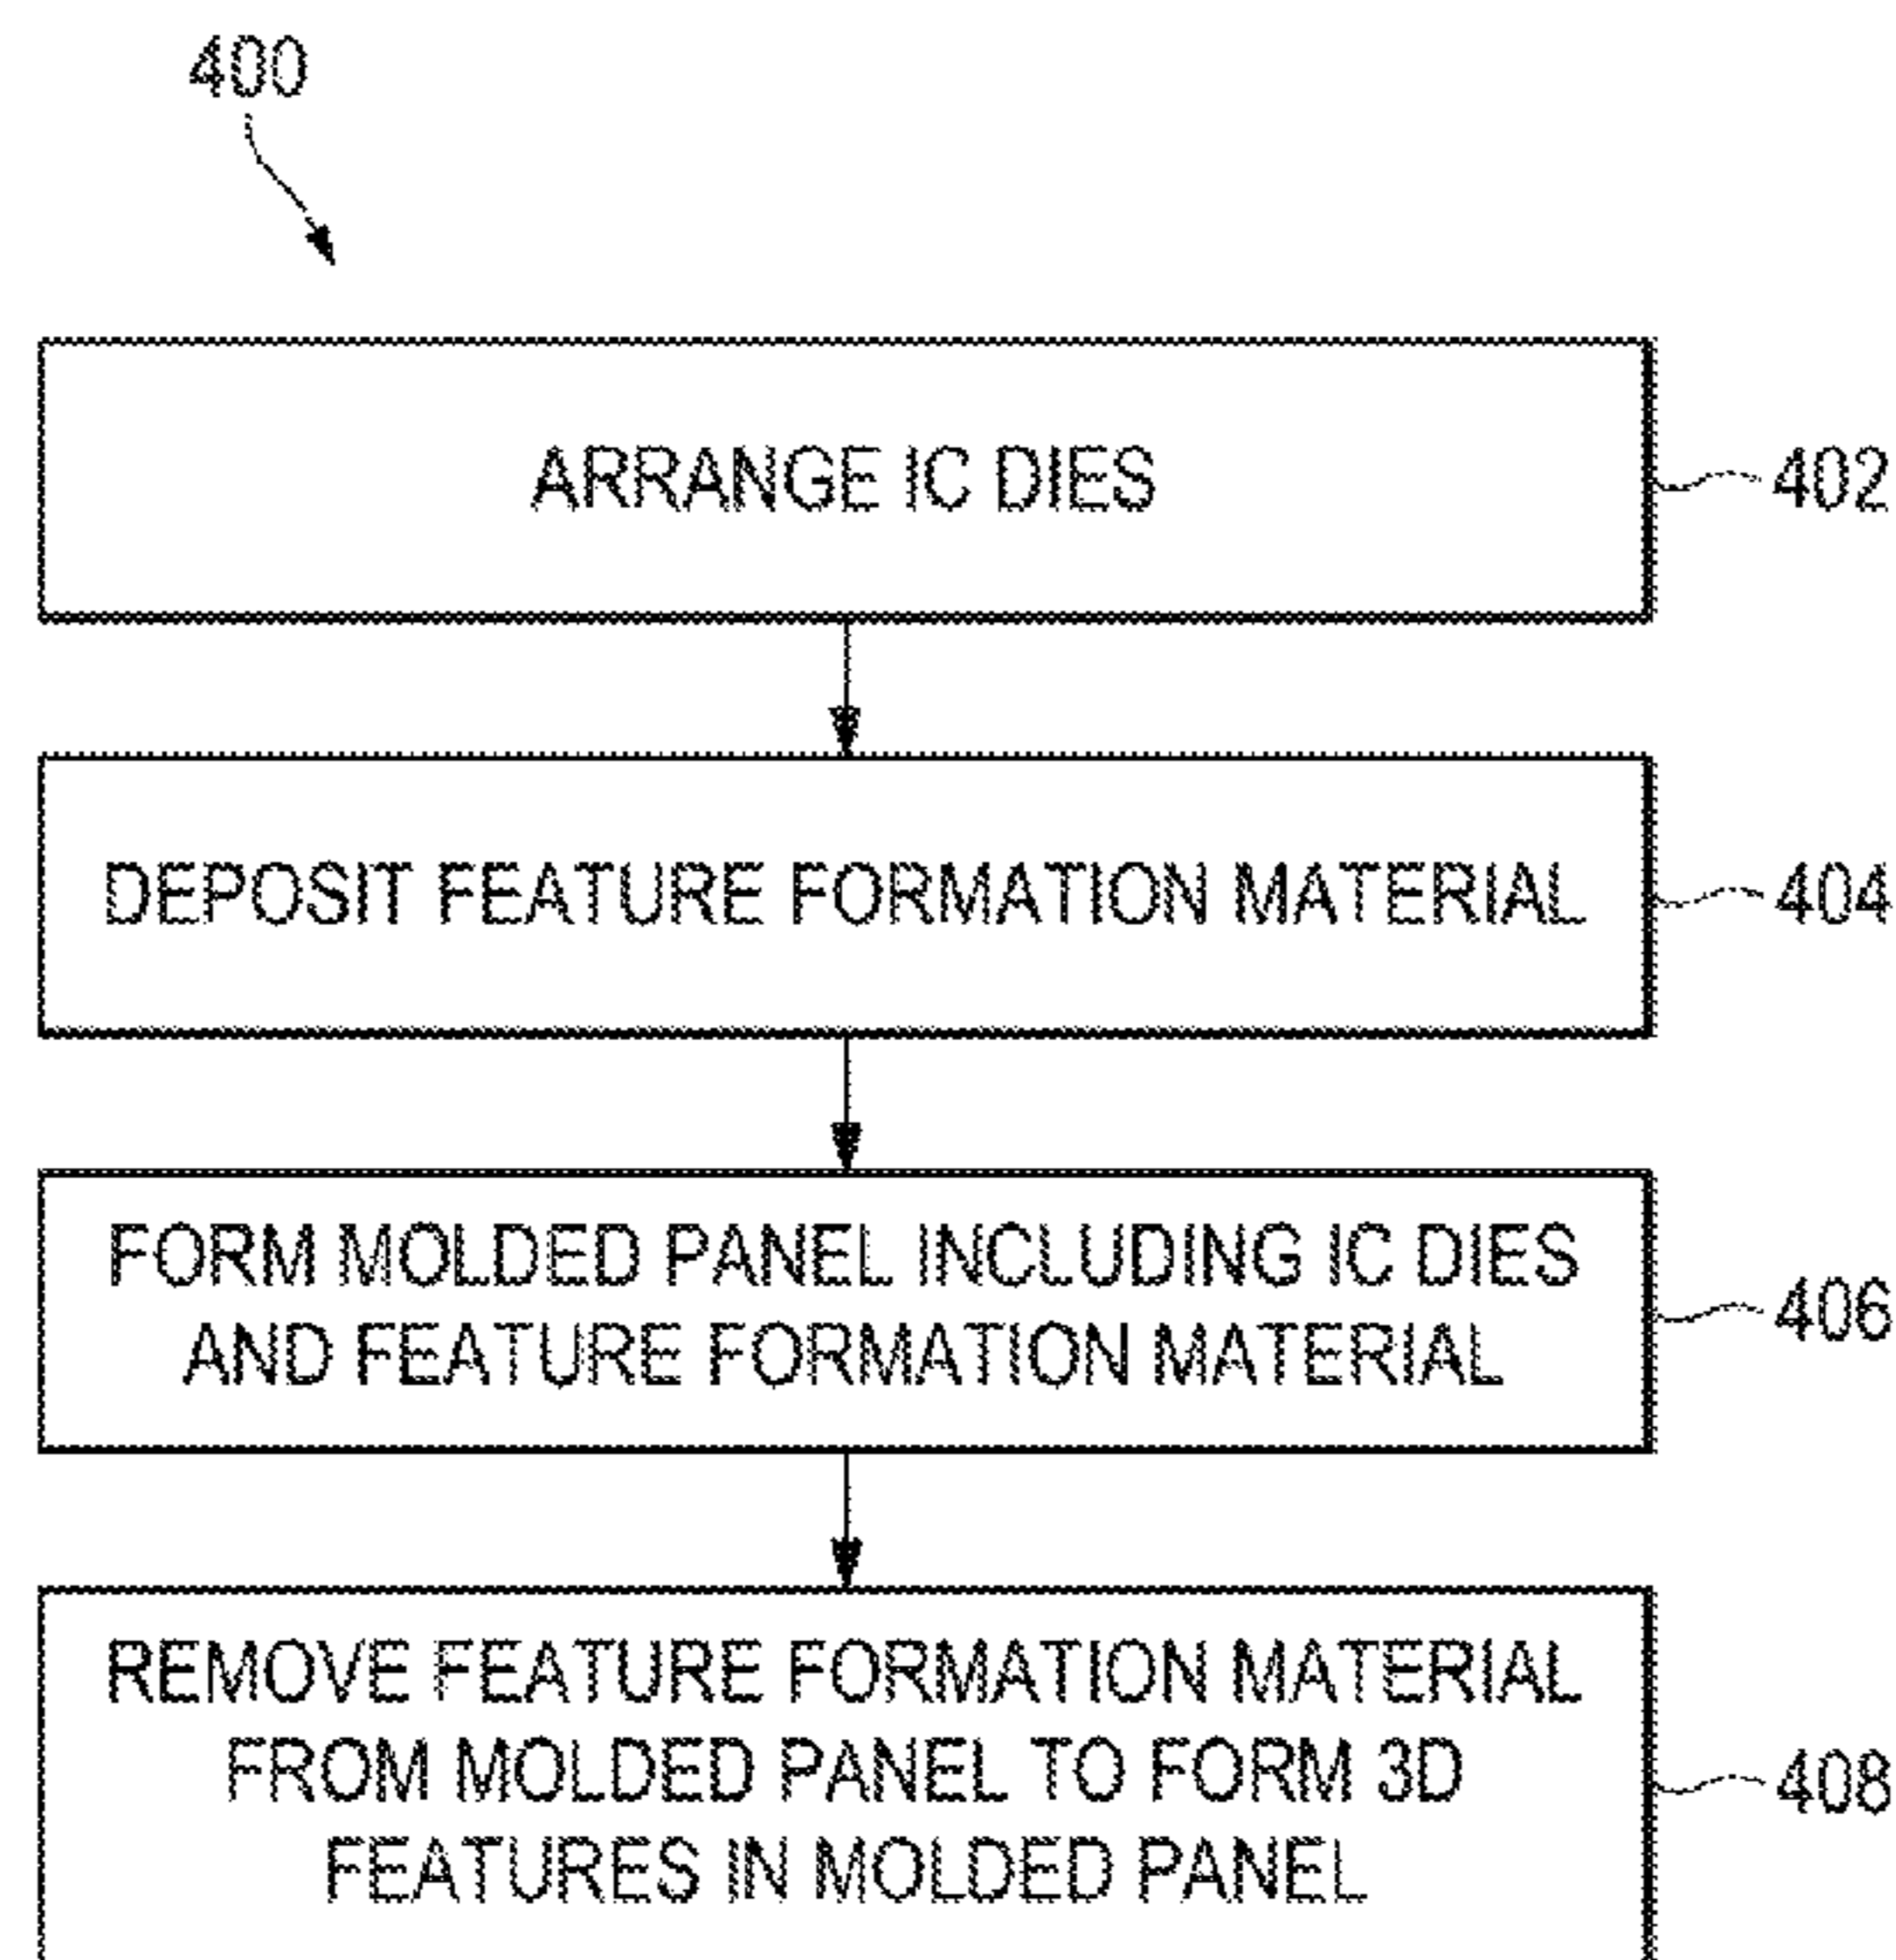 400
ARRANGE IC DIES
402
DEPOSIT FEATURE FORMATION MATERIAL
404
FORM MOLDED PANEL INCLUDING IC DIES
AND FEATURE FORMATION MATERIAL
406
REMOVE FEATURE FORMATION MATERIAL
FROM MOLDED PANEL TO FORM 3D
FEATURES IN MOLDED PANEL
408